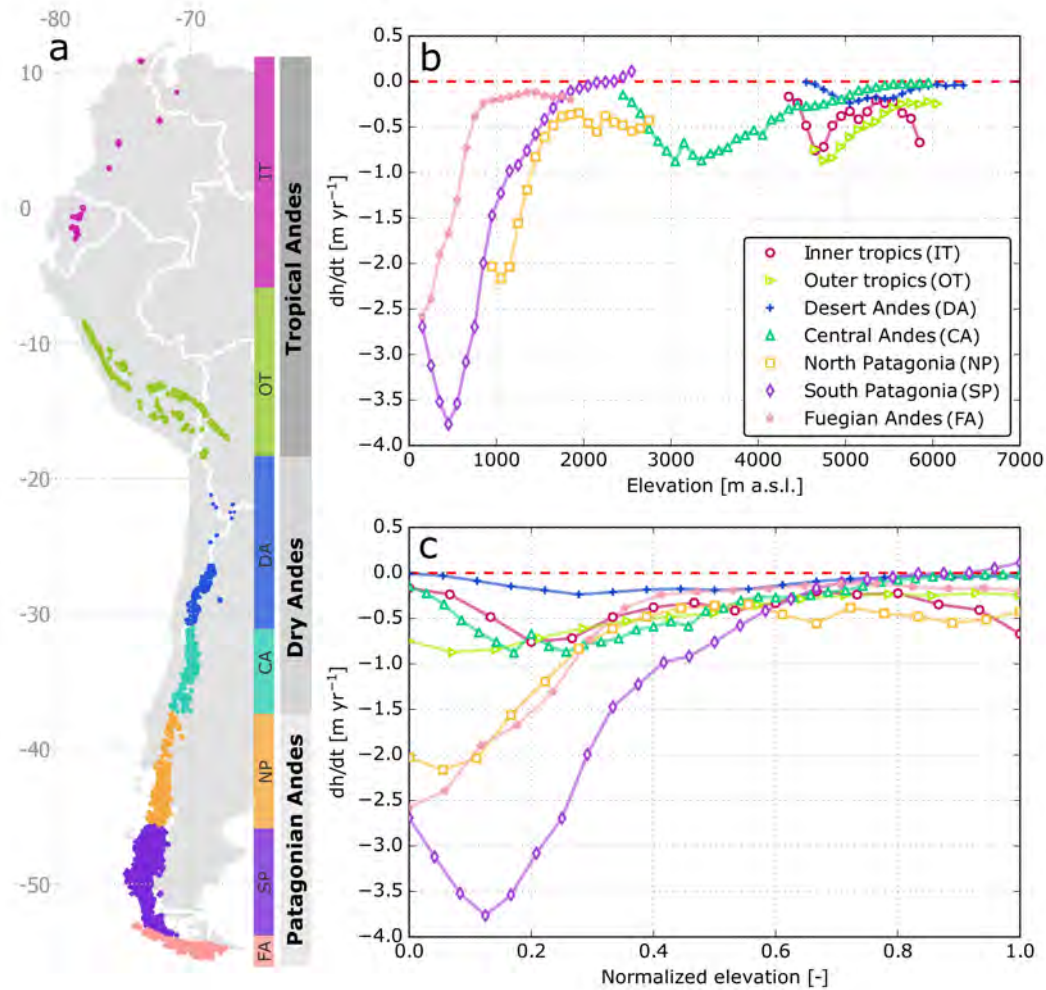 -80
-70
a
10
0
-10
-20
-30
-40
-50
IT
OT
DA
CA
NP
SP
FA
Tropical Andes
Dry Andes
Patagonian Andes
b
0.5
0.0
−0.5
−1.0
−1.5
−2.0
−2.5
−3.0
−3.5
−4.0
dh/dt [m yr⁻¹]
0
1000
2000
3000
4000
5000
6000
7000
Elevation [m a.s.l.]
Inner tropics (IT)
Outer tropics (OT)
Desert Andes (DA)
Central Andes (CA)
North Patagonia (NP)
South Patagonia (SP)
Fuegian Andes (FA)
c
0.5
0.0
−0.5
−1.0
−1.5
−2.0
−2.5
−3.0
−3.5
−4.0
dh/dt [m yr⁻¹]
0.0
0.2
0.4
0.6
0.8
1.0
Normalized elevation [-]